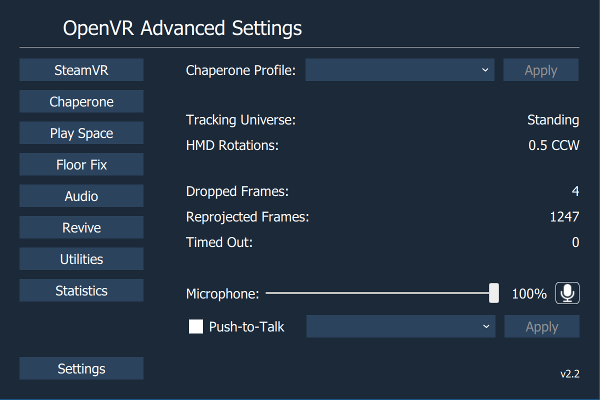 OpenVR Advanced Settings
SteamVR
Chaperone Profile:
Apply
Chaperone
Play Space
Tracking Universe:
Standing
HMD Rotations:
0.5 CCW
Floor Fix
Audio
Dropped Frames:
4
Revive
Reprojected Frames:
1247
Utilities
Timed Out:
0
Statistics
Microphone:
100%
Push-to-Talk
Apply
Settings
v2.2